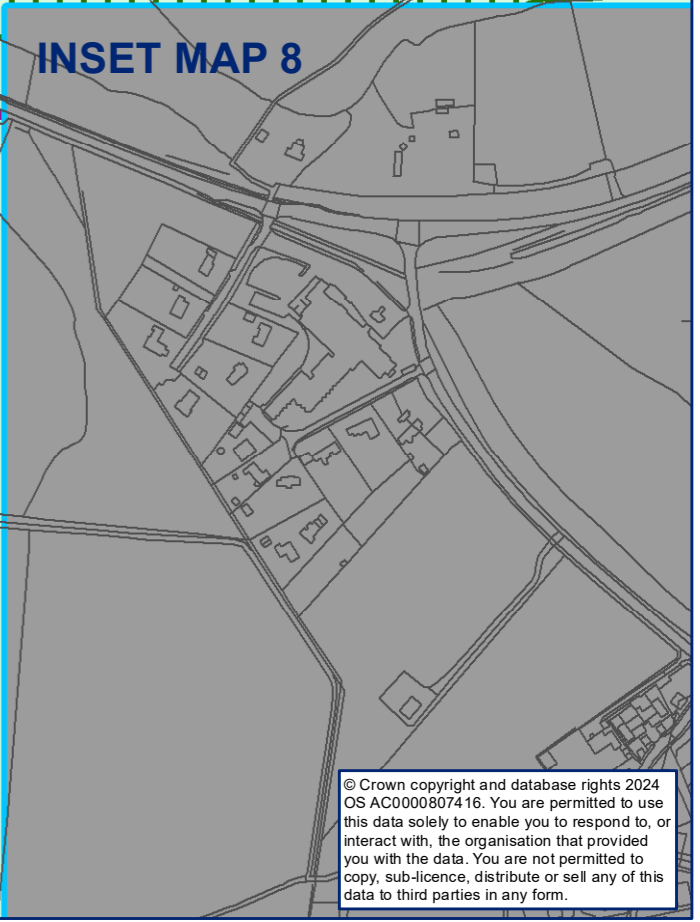 INSET MAP 8
© Crown copyright and database rights 2024
OS AC0000807416. You are permitted to use
this data solely to enable you to respond to, or
interact with, the organisation that provided
you with the data. You are not permitted to
copy, sub-licence, distribute or sell any of this
data to third parties in any form.